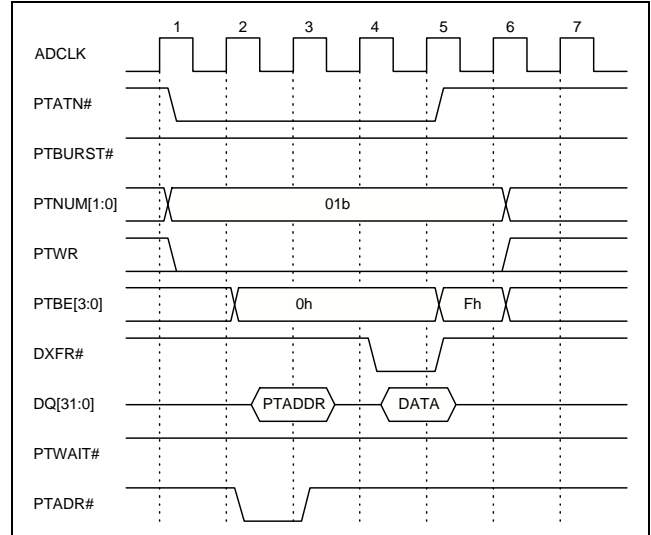 1 2 3 4 5 6 7
ADCLK
PTATN#
PTBURST#
PTNUM[1:0] 01b
PTWR
PTBE[3:0] 0h Fh
DXFR#
DQ[31:0] PTADDR DATA
PTWAIT#
PTADR#